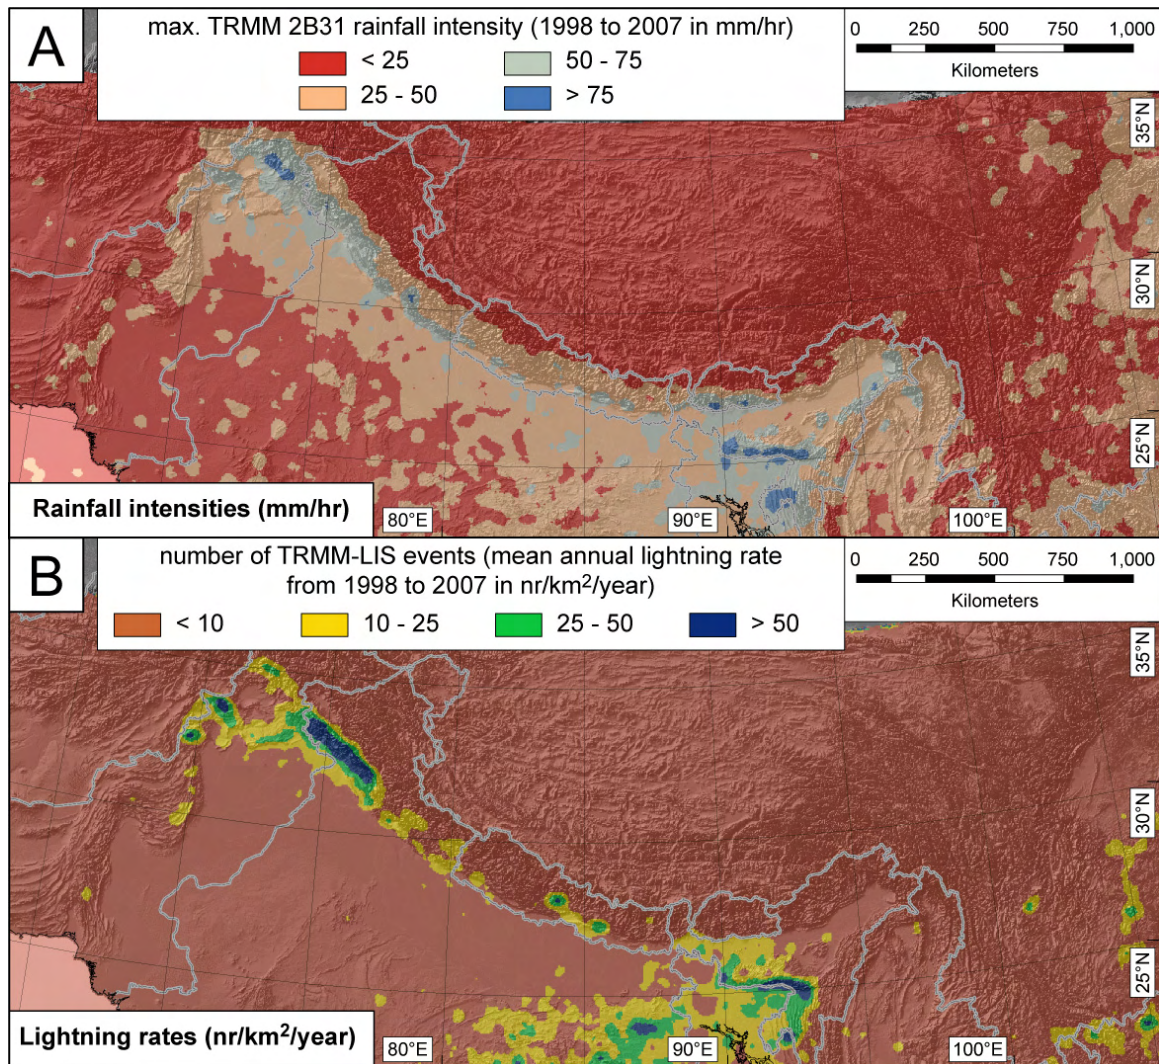 A
max. TRMM 2B31 rainfall intensity (1998 to 2007 in mm/hr)
< 25
50 - 75
25 - 50
> 75
0 250 500 750 1,000
Kilometers
35°N
30°N
25°N
80°E
90°E
100°E
Rainfall intensities (mm/hr)
B
number of TRMM-LIS events (mean annual lightning rate
from 1998 to 2007 in nr/km²/year)
< 10
10 - 25
25 - 50
> 50
0 250 500 750 1,000
Kilometers
35°N
30°N
25°N
80°E
90°E
100°E
Lightning rates (nr/km²/year)